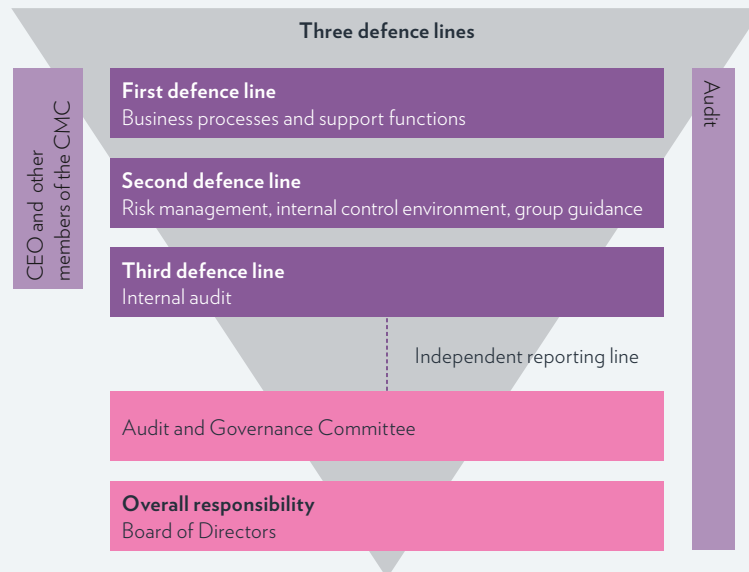 Three defence lines
CEO and other
members of the CMC
First defence line
Business processes and support functions
Second defence line
Risk management, internal control environment, group guidance
Third defence line
Internal audit
Independent reporting line
Audit and Governance Committee
Overall responsibility
Board of Directors
Audit